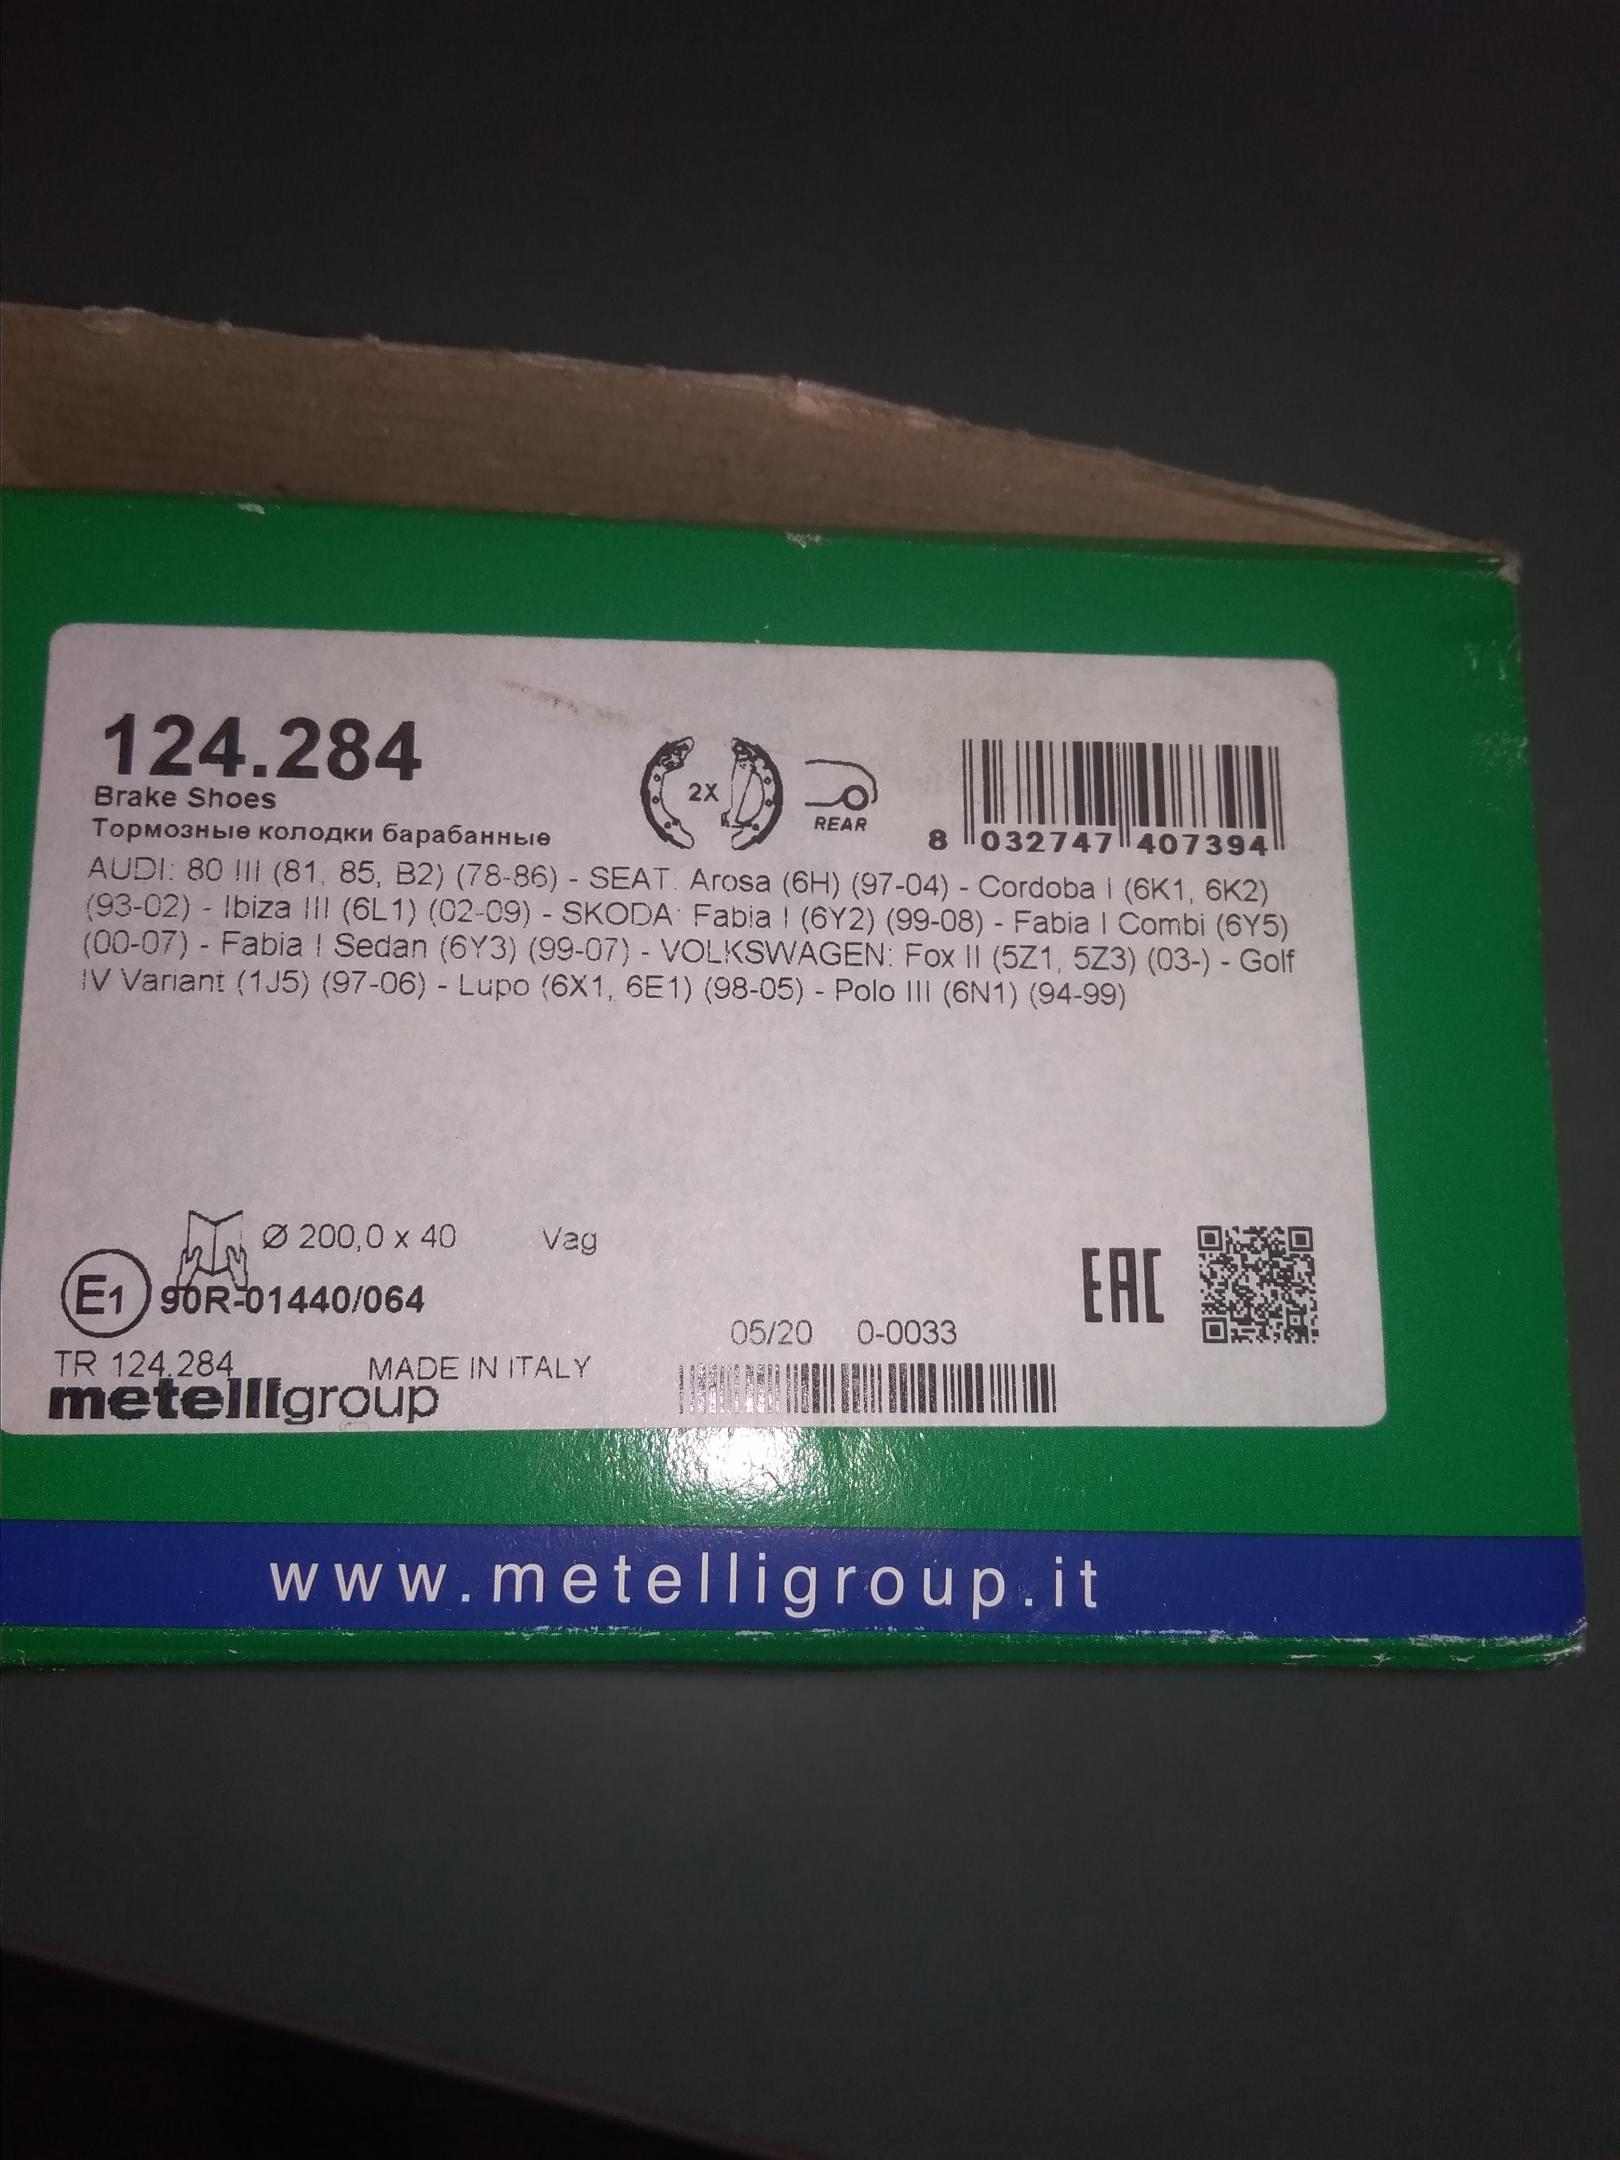 124.284
Brake Shoes
Тормозные колодки барабанные
2X
REAR
8 032747 407394
AUDI: 80 III (81, 85, B2) (78-86) - SEAT: Arosa (6H) (97-04) - Cordoba I (6K1, 6K2)
(93-02) - Ibiza III (6L1) (02-09) - SKODA: Fabia I (6Y2) (99-08) - Fabia I Combi (6Y5)
(00-07) - Fabia I Sedan (6Y3) (99-07) - VOLKSWAGEN: Fox II (5Z1, 5Z3) (03-) - Golf
IV Variant (1J5) (97-06) - Lupo (6X1, 6E1) (98-05) - Polo III (6N1) (94-99)
Ø 200,0 x 40 Vag
E1 90R-01440/064
EAC
05/20 0-0033
TR 124.284 MADE IN ITALY
metelligroup
www.metelligroup.it